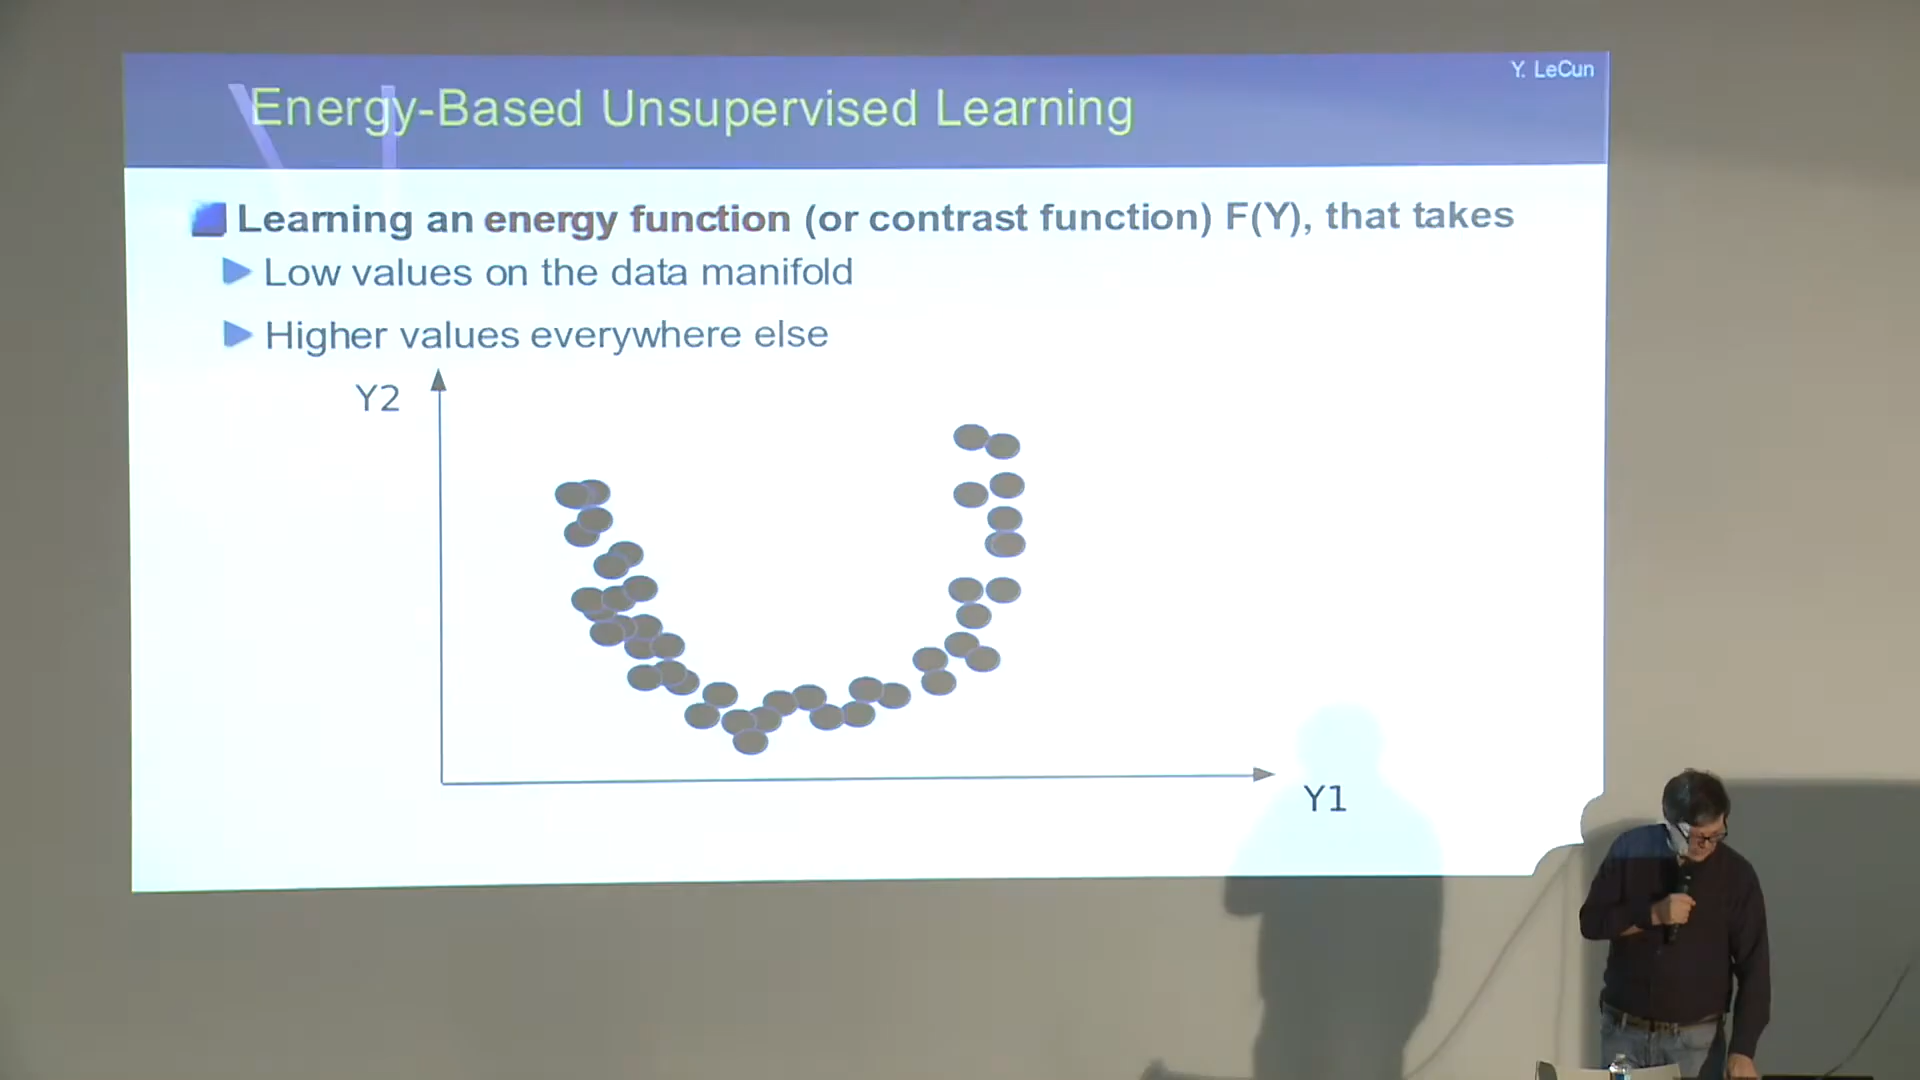 Y. LeCun
Energy-Based Unsupervised Learning
Learning an energy function (or contrast function) F(Y), that takes
Low values on the data manifold
Higher values everywhere else
Y2
Y1